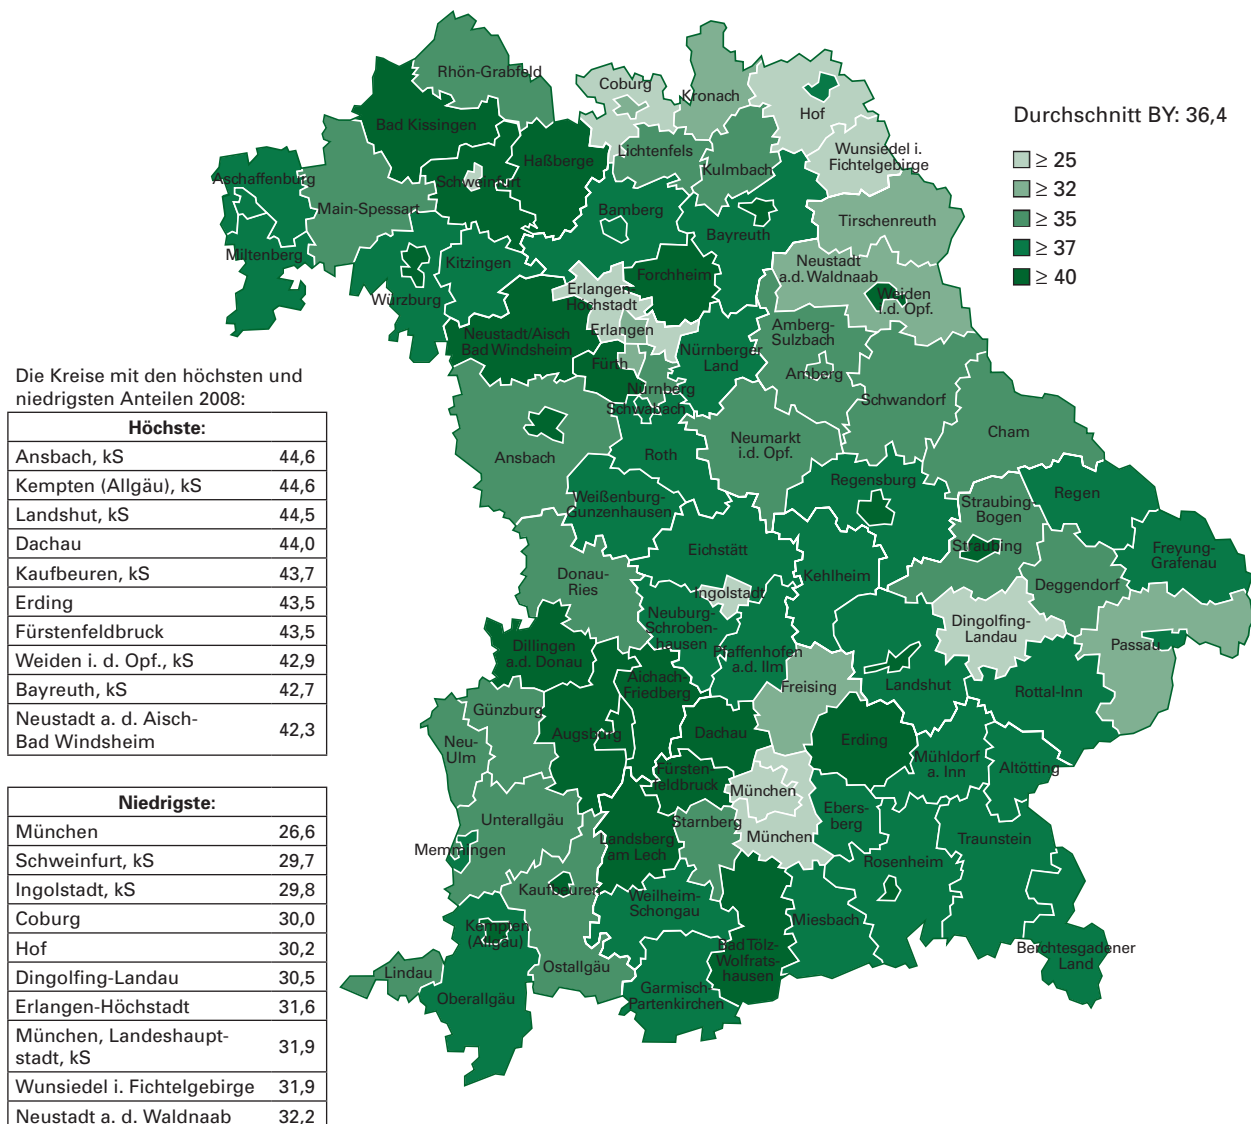 Rhön-Grabfeld
Coburg
Kronach
Hof
Durchschnitt BY: 36,4
Bad Kissingen
Lichtenfels
Kulmbach
Wunsiedel i.
Fichtelgebirge
≥ 25
≥ 32
≥ 35
≥ 37
≥ 40
Haßberge
Schweinfurt
Aschaffenburg
Main-Spessart
Bamberg
Bayreuth
Tirschenreuth
Miltenberg
Kitzingen
Würzburg
Forchheim
Erlangen-
Höchstadt
Neustadt
a.d. Waldnaab
Weiden
i.d. Opf.
Erlangen
Neustadt/Aisch
Bad Windsheim
Fürth
Nürnberger
Land
Amberg-
Sulzbach
Amberg
Nürnberg
Schwabach
Schwandorf
Cham
Neumarkt
i.d. Opf.
Ansbach
Roth
Regensburg
Regen
Weißenburg-
Gunzenhausen
Straubing-
Bogen
Straubing
Freyung-
Grafenau
Eichstätt
Kehlheim
Deggendorf
Donau-
Ries
Ingolstadt
Neuburg-
Schroben-
hausen
Dingolfing-
Landau
Passau
Dillingen
a.d. Donau
Pfaffenhofen
a.d. Ilm
Aichach-
Friedberg
Freising
Landshut
Rottal-Inn
Günzburg
Augsburg
Dachau
Erding
Neu-
Ulm
Mühldorf
a. Inn
Altötting
Fürsten-
feldbruck
München
Ebers-
berg
Unterallgäu
Starnberg
München
Landsberg
am Lech
Traunstein
Memmingen
Rosenheim
Kaufbeuren
Weilheim-
Schongau
Miesbach
Kempten
(Allgäu)
Bad Tölz-
Wolfrats-
hausen
Berchtesgadener
Land
Lindau
Ostallgäu
Oberallgäu
Garmisch-
Partenkirchen
Die Kreise mit den höchsten und
niedrigsten Anteilen 2008:
Höchste:
Ansbach, kS 44,6
Kempten (Allgäu), kS 44,6
Landshut, kS 44,5
Dachau 44,0
Kaufbeuren, kS 43,7
Erding 43,5
Fürstenfeldbruck 43,5
Weiden i. d. Opf., kS 42,9
Bayreuth, kS 42,7
Neustadt a. d. Aisch-
Bad Windsheim 42,3
Niedrigste:
München 26,6
Schweinfurt, kS 29,7
Ingolstadt, kS 29,8
Coburg 30,0
Hof 30,2
Dingolfing-Landau 30,5
Erlangen-Höchstadt 31,6
München, Landeshaupt-
stadt, kS 31,9
Wunsiedel i. Fichtelgebirge 31,9
Neustadt a. d. Waldnaab 32,2